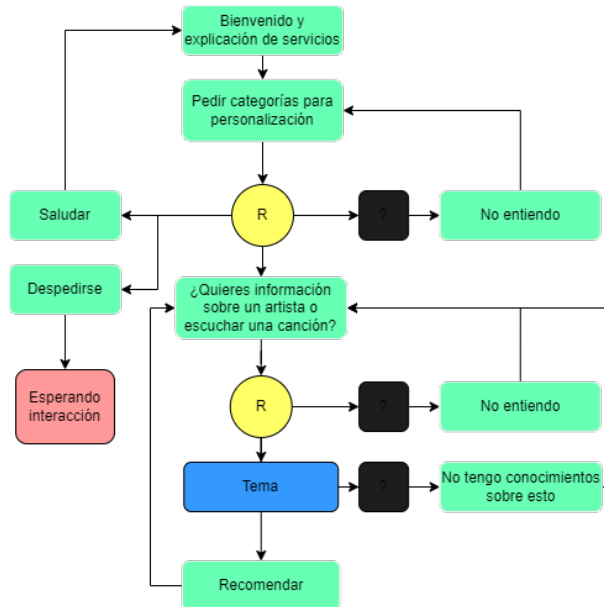 Bienvenido y
explicación de servicios
Pedir categorías para
personalización
Saludar
R
?
No entiendo
Despedirse
¿Quieres información
sobre un artista o
escuchar una canción?
Esperando
interacción
R
?
No entiendo
Tema
?
No tengo conocimientos
sobre esto
Recomendar